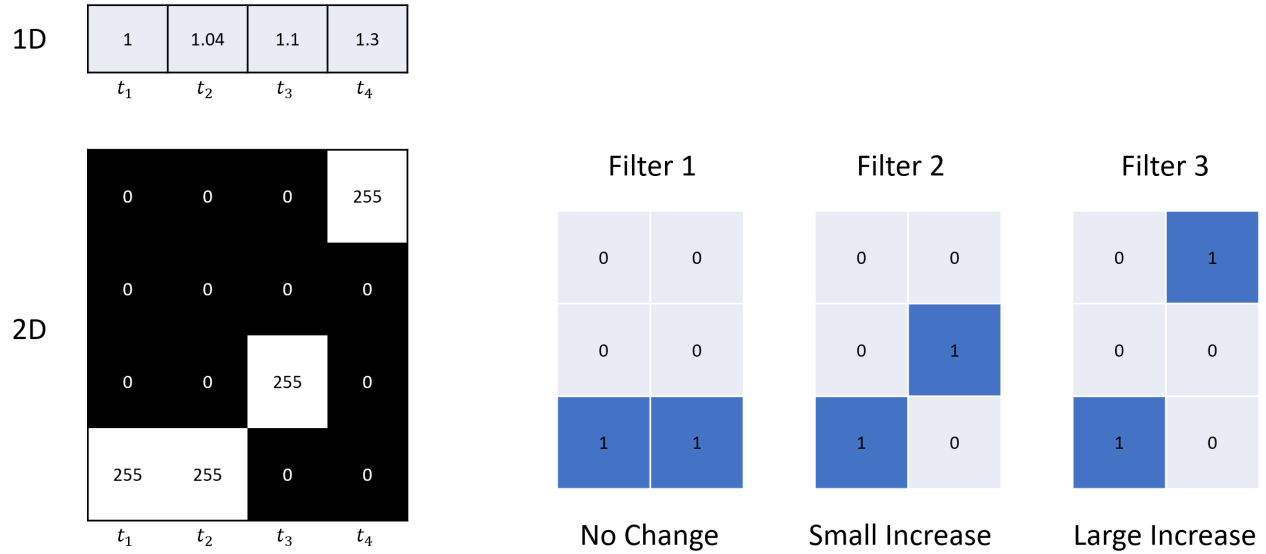 1D
1 1.04 1.1 1.3
t₁ t₂ t₃ t₄
2D
0 0 0 255
0 0 0 0
0 0 255 0
255 255 0 0
t₁ t₂ t₃ t₄
Filter 1
0 0
0 0
1 1
No Change
Filter 2
0 0
0 1
1 0
Small Increase
Filter 3
0 1
0 0
1 0
Large Increase